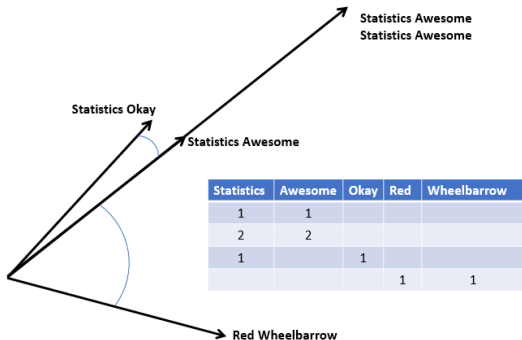 Statistics Awesome
Statistics Awesome
Statistics Okay
Statistics Awesome
Statistics Awesome Okay Red Wheelbarrow
1 1
2 2
1 1
1 1
Red Wheelbarrow